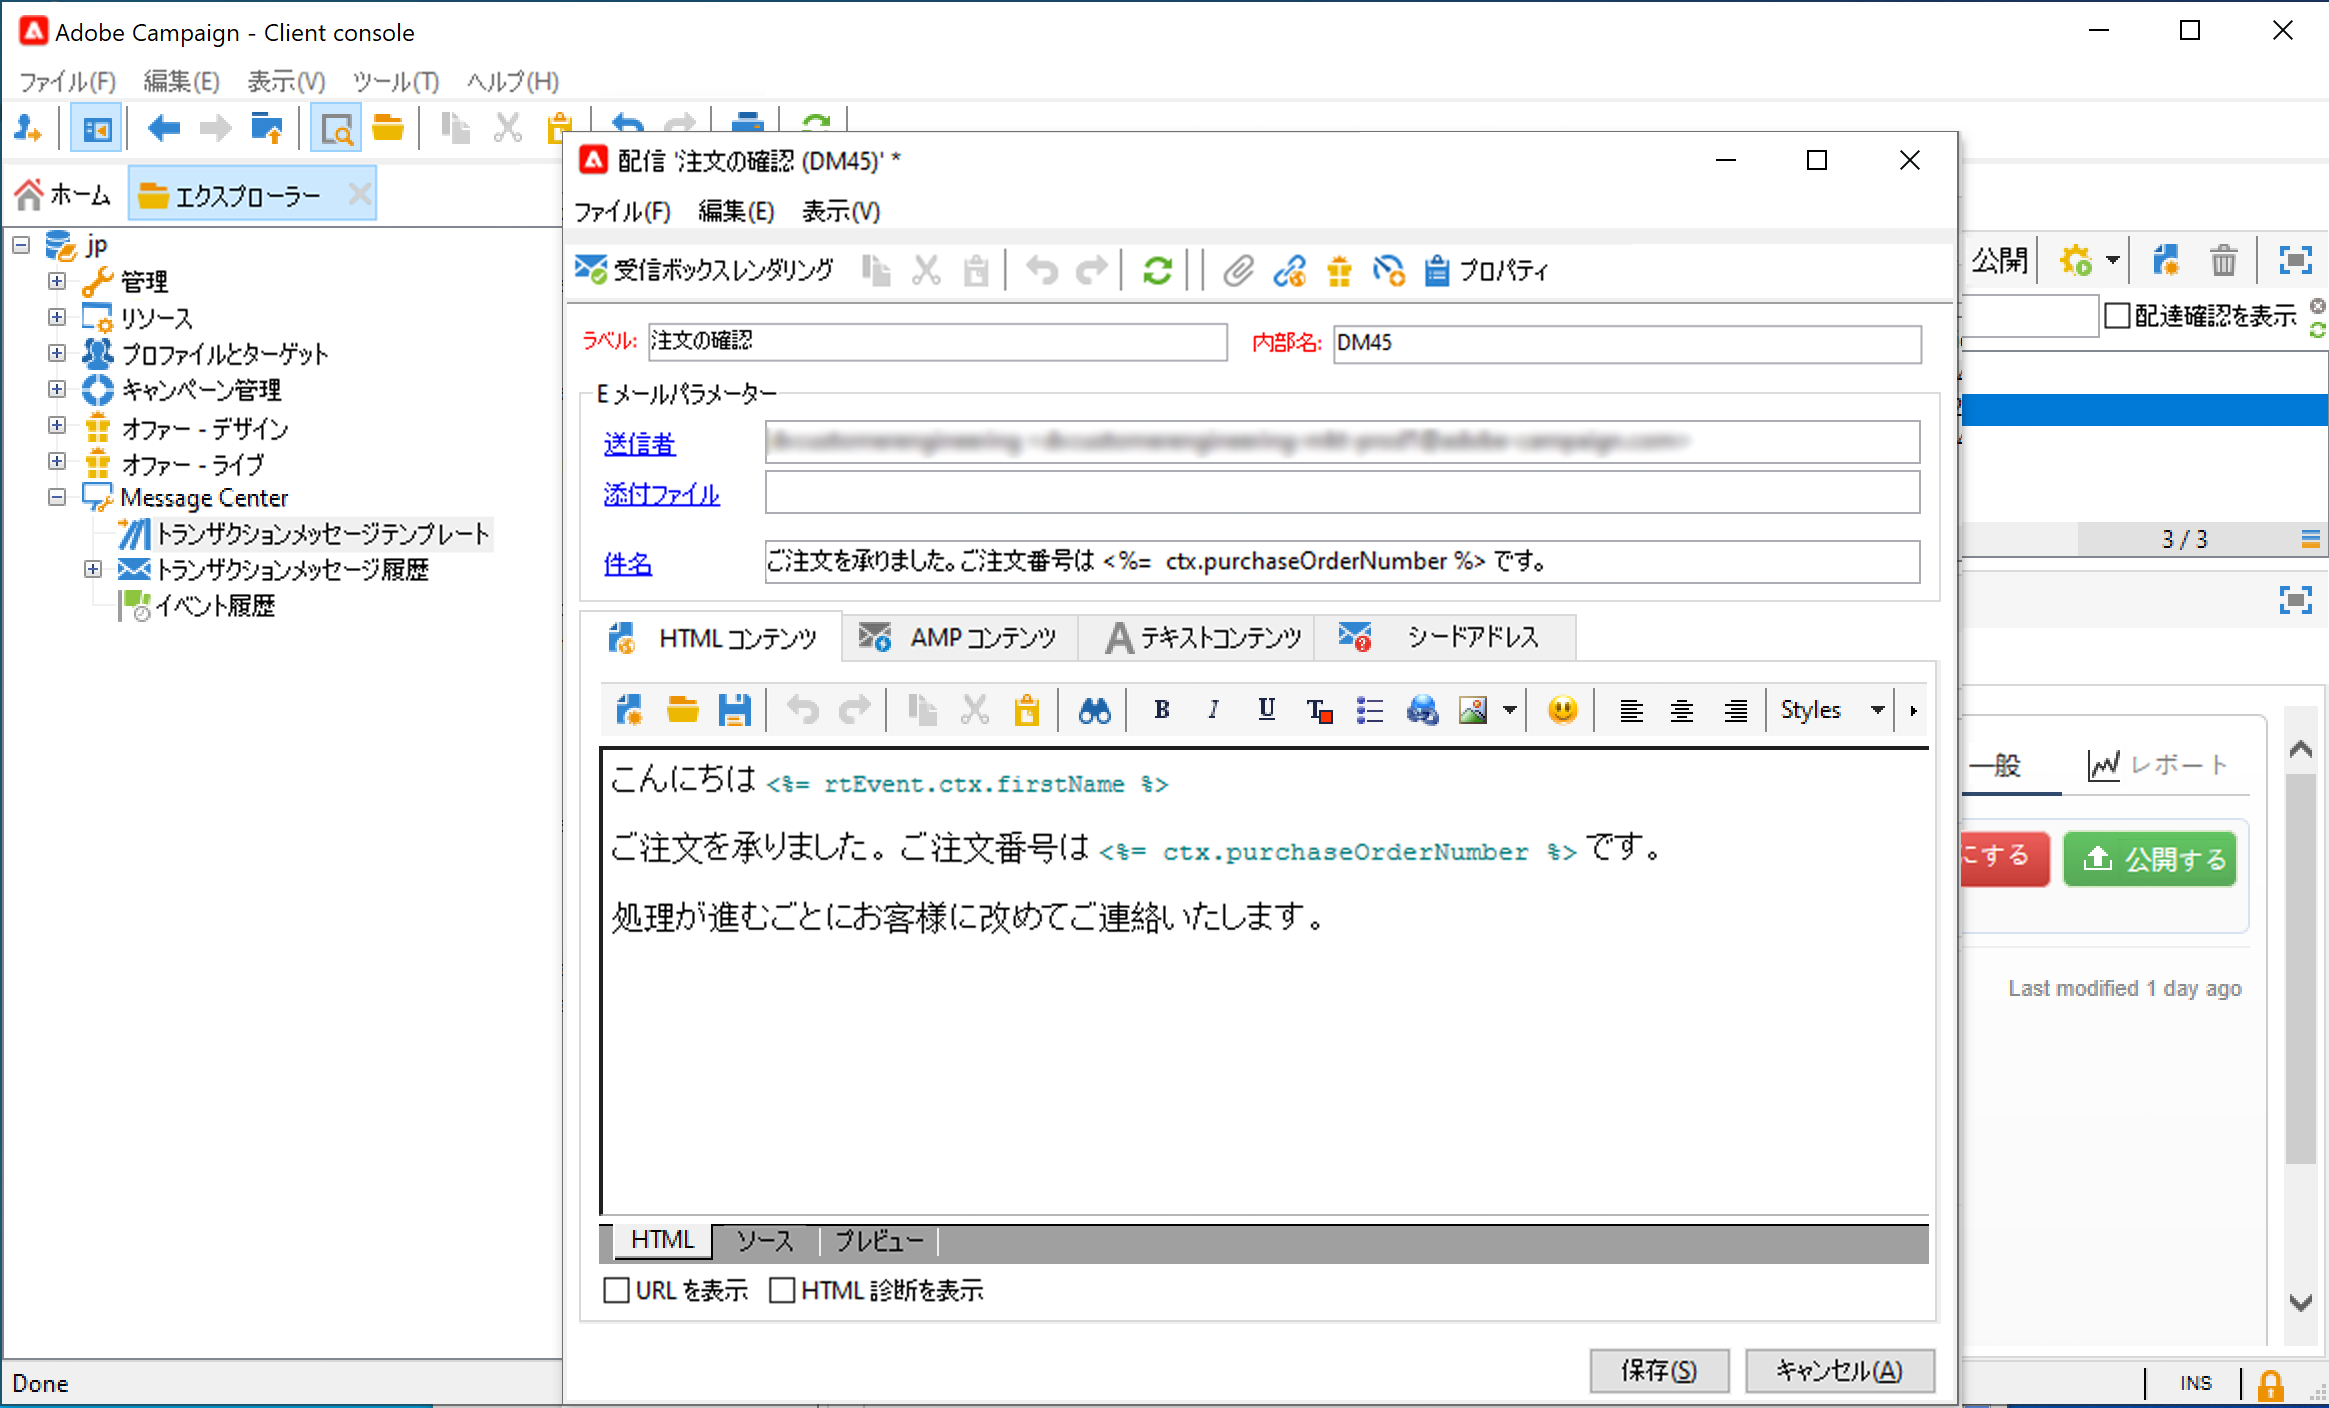 Adobe Campaign - Client console
ファイル(F) 編集(E) 表示(V) ツール(T) ヘルプ(H)
ホーム
エクスプローラー
jp
管理
リソース
プロファイルとターゲット
キャンペーン管理
オファー - デザイン
オファー - ライブ
Message Center
トランザクションメッセージテンプレート
トランザクションメッセージ履歴
イベント履歴
配信 '注文の確認 (DM45)' *
ファイル(F) 編集(E) 表示(V)
受信ボックスレンダリング
プロパティ
ラベル: 注文の確認
内部名: DM45
E メールパラメーター
送信者
添付ファイル
件名 ご注文を承りました。ご注文番号は <%= ctx.purchaseOrderNumber %> です。
HTML コンテンツ
AMP コンテンツ
テキストコンテンツ
シードアドレス
B I U T Styles
こんにちは <%= rtEvent.ctx.firstName %>
ご注文を承りました。ご注文番号は <%= ctx.purchaseOrderNumber %> です。
処理が進むごとにお客様に改めてご連絡いたします。
HTML ソース プレビュー
URL を表示 HTML 診断を表示
保存(S) キャンセル(A)
公開
配達確認を表示
3 / 3
一般 レポート
にする 公開する
Last modified 1 day ago
Done
INS